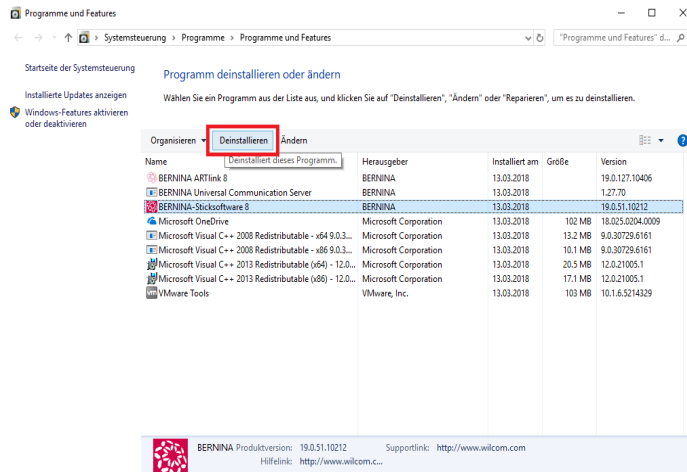 Programme und Features
Systemsteuerung > Programme > Programme und Features
"Programme und Features" d...
Startseite der Systemsteuerung
Installierte Updates anzeigen
Windows-Features aktivieren oder deaktivieren
Programm deinstallieren oder ändern
Wählen Sie ein Programm aus der Liste aus, und klicken Sie auf "Deinstallieren", "Ändern" oder "Reparieren", um es zu deinstallieren.
Organisieren Deinstallieren Ändern
Deinstalliert dieses Programm.
Name Herausgeber Installiert am Größe Version
BERNINA ARTlink 8 BERNINA 13.03.2018 19.0.127.10406
BERNINA Universal Communication Server BERNINA 13.03.2018 1.27.70
BERNINA-Sticksoftware 8 BERNINA 13.03.2018 19.0.51.10212
Microsoft OneDrive Microsoft Corporation 13.03.2018 102 MB 18.025.0204.0009
Microsoft Visual C++ 2008 Redistributable - x64 9.0.3... Microsoft Corporation 13.03.2018 13.2 MB 9.0.30729.6161
Microsoft Visual C++ 2008 Redistributable - x86 9.0.3... Microsoft Corporation 13.03.2018 10.1 MB 9.0.30729.6161
Microsoft Visual C++ 2013 Redistributable (x64) - 12.0... Microsoft Corporation 13.03.2018 20.5 MB 12.0.21005.1
Microsoft Visual C++ 2013 Redistributable (x86) - 12.0... Microsoft Corporation 13.03.2018 17.1 MB 12.0.21005.1
VMware Tools VMware, Inc. 13.03.2018 103 MB 10.1.6.5214329
BERNINA Produktversion: 19.0.51.10212 Supportlink: http://www.wilcom.com
Hilfelink: http://www.wilcom.c...